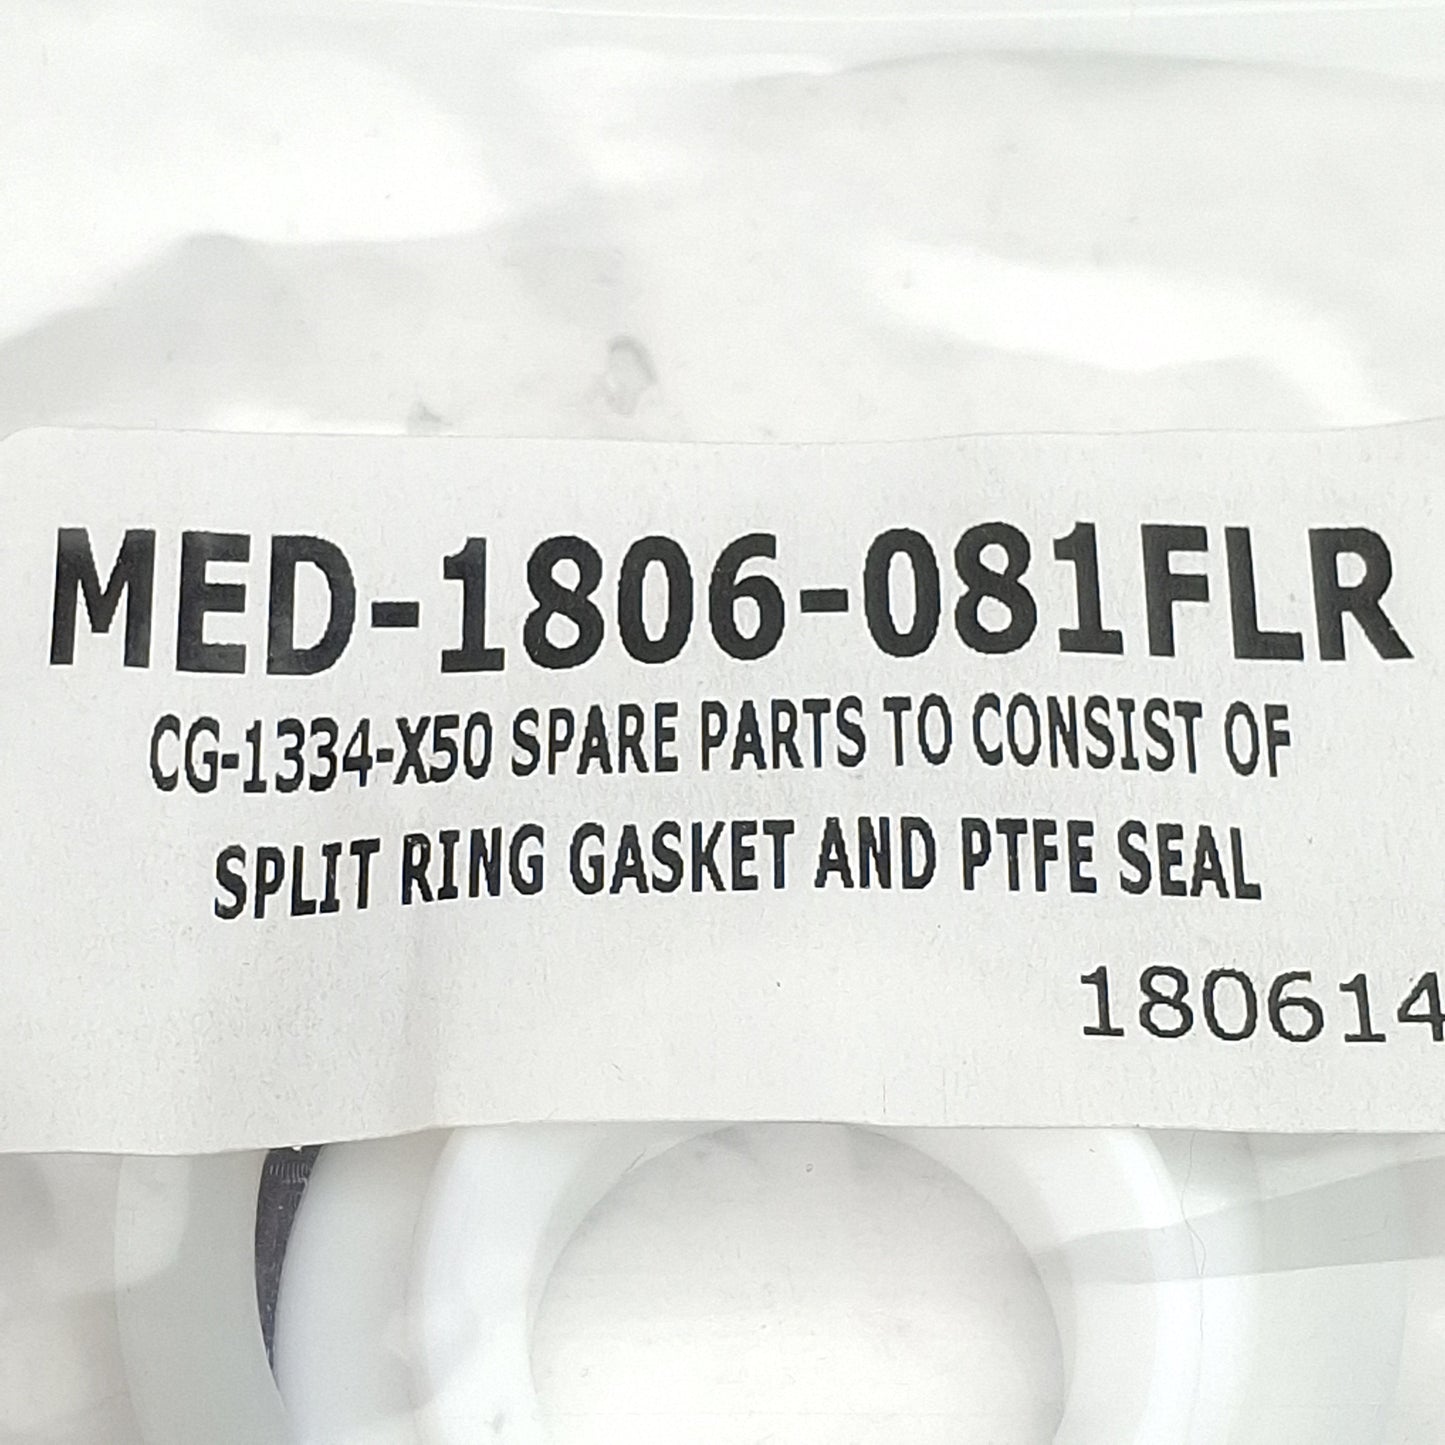 MED-1806-081FLR
CG-1334-X50 SPARE PARTS TO CONSIST OF
SPLIT RING GASKET AND PTFE SEAL
180614